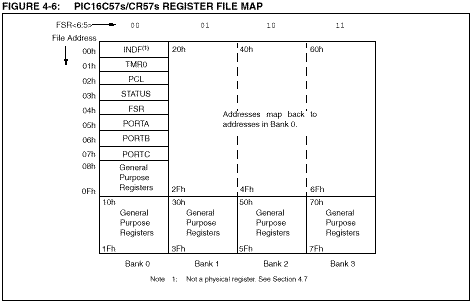 FIGURE 4-6: PIC16C57s/CR57s REGISTER FILE MAP
FSR<6:5> 00 01 10 11
File Address
00h INDF(1) 20h 40h 60h
01h TMR0
02h PCL
03h STATUS
04h FSR
Addresses map back to
addresses in Bank 0.
05h PORTA
06h PORTB
07h PORTC
08h General
Purpose
Registers
0Fh 2Fh 4Fh 6Fh
10h 30h 50h 70h
General General General General
Purpose Purpose Purpose Purpose
Registers Registers Registers Registers
1Fh 3Fh 5Fh 7Fh
Bank 0 Bank 1 Bank 2 Bank 3
Note 1: Not a physical register. See Section 4.7